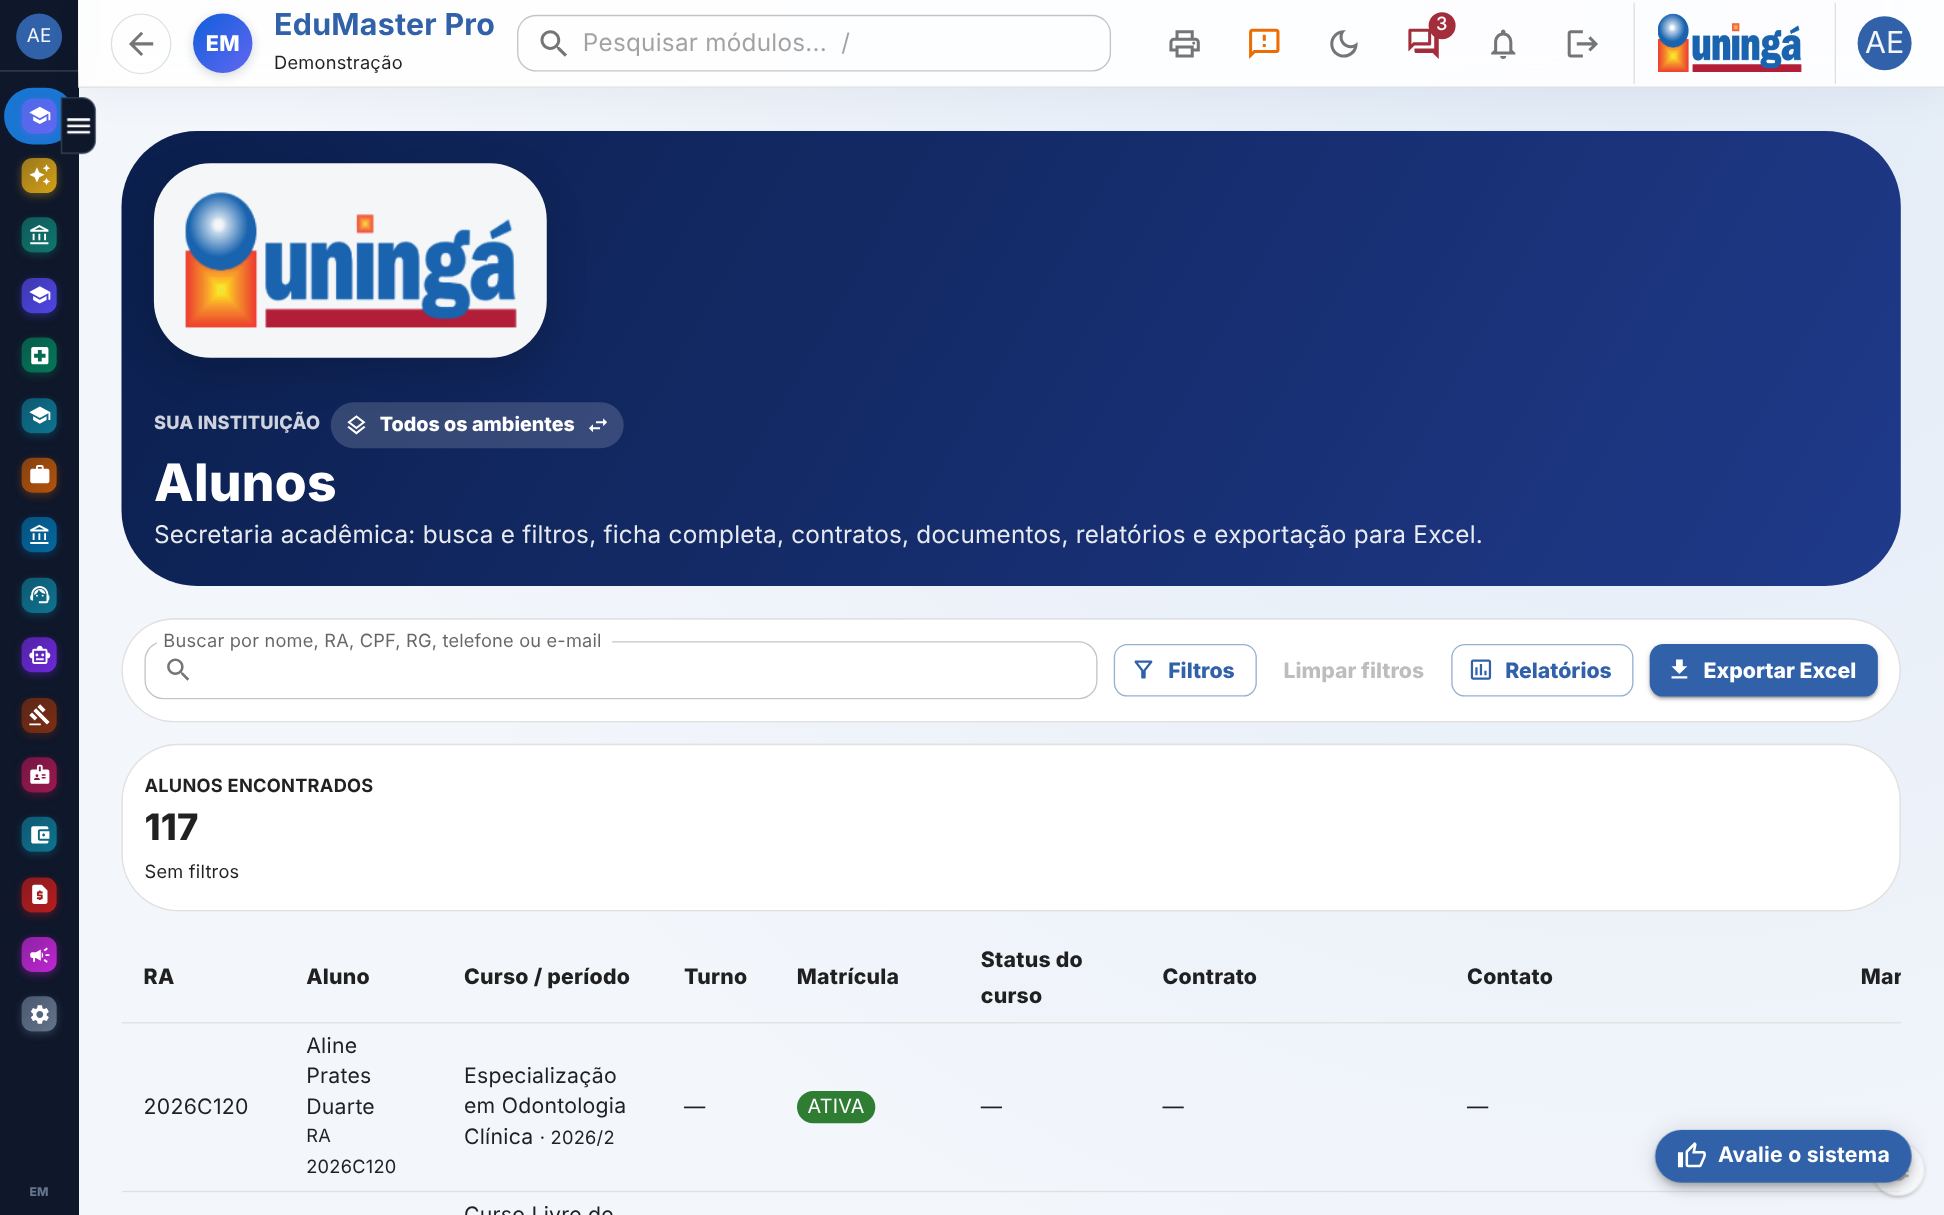 AE
EM
EduMaster Pro
Demonstração
Pesquisar módulos... /
3
uningá
AE
uningá
SUA INSTITUIÇÃO
Todos os ambientes
Alunos
Secretaria acadêmica: busca e filtros, ficha completa, contratos, documentos, relatórios e exportação para Excel.
Buscar por nome, RA, CPF, RG, telefone ou e-mail
Filtros
Limpar filtros
Relatórios
Exportar Excel
ALUNOS ENCONTRADOS
117
Sem filtros
RA
Aluno
Curso / período
Turno
Matrícula
Status do
curso
Contrato
Contato
Mar
2026C120
Aline
Prates
Duarte
RA
2026C120
Especialização
em Odontologia
Clínica · 2026/2
—
ATIVA
—
—
—
Curso Livre de
Avalie o sistema
EM